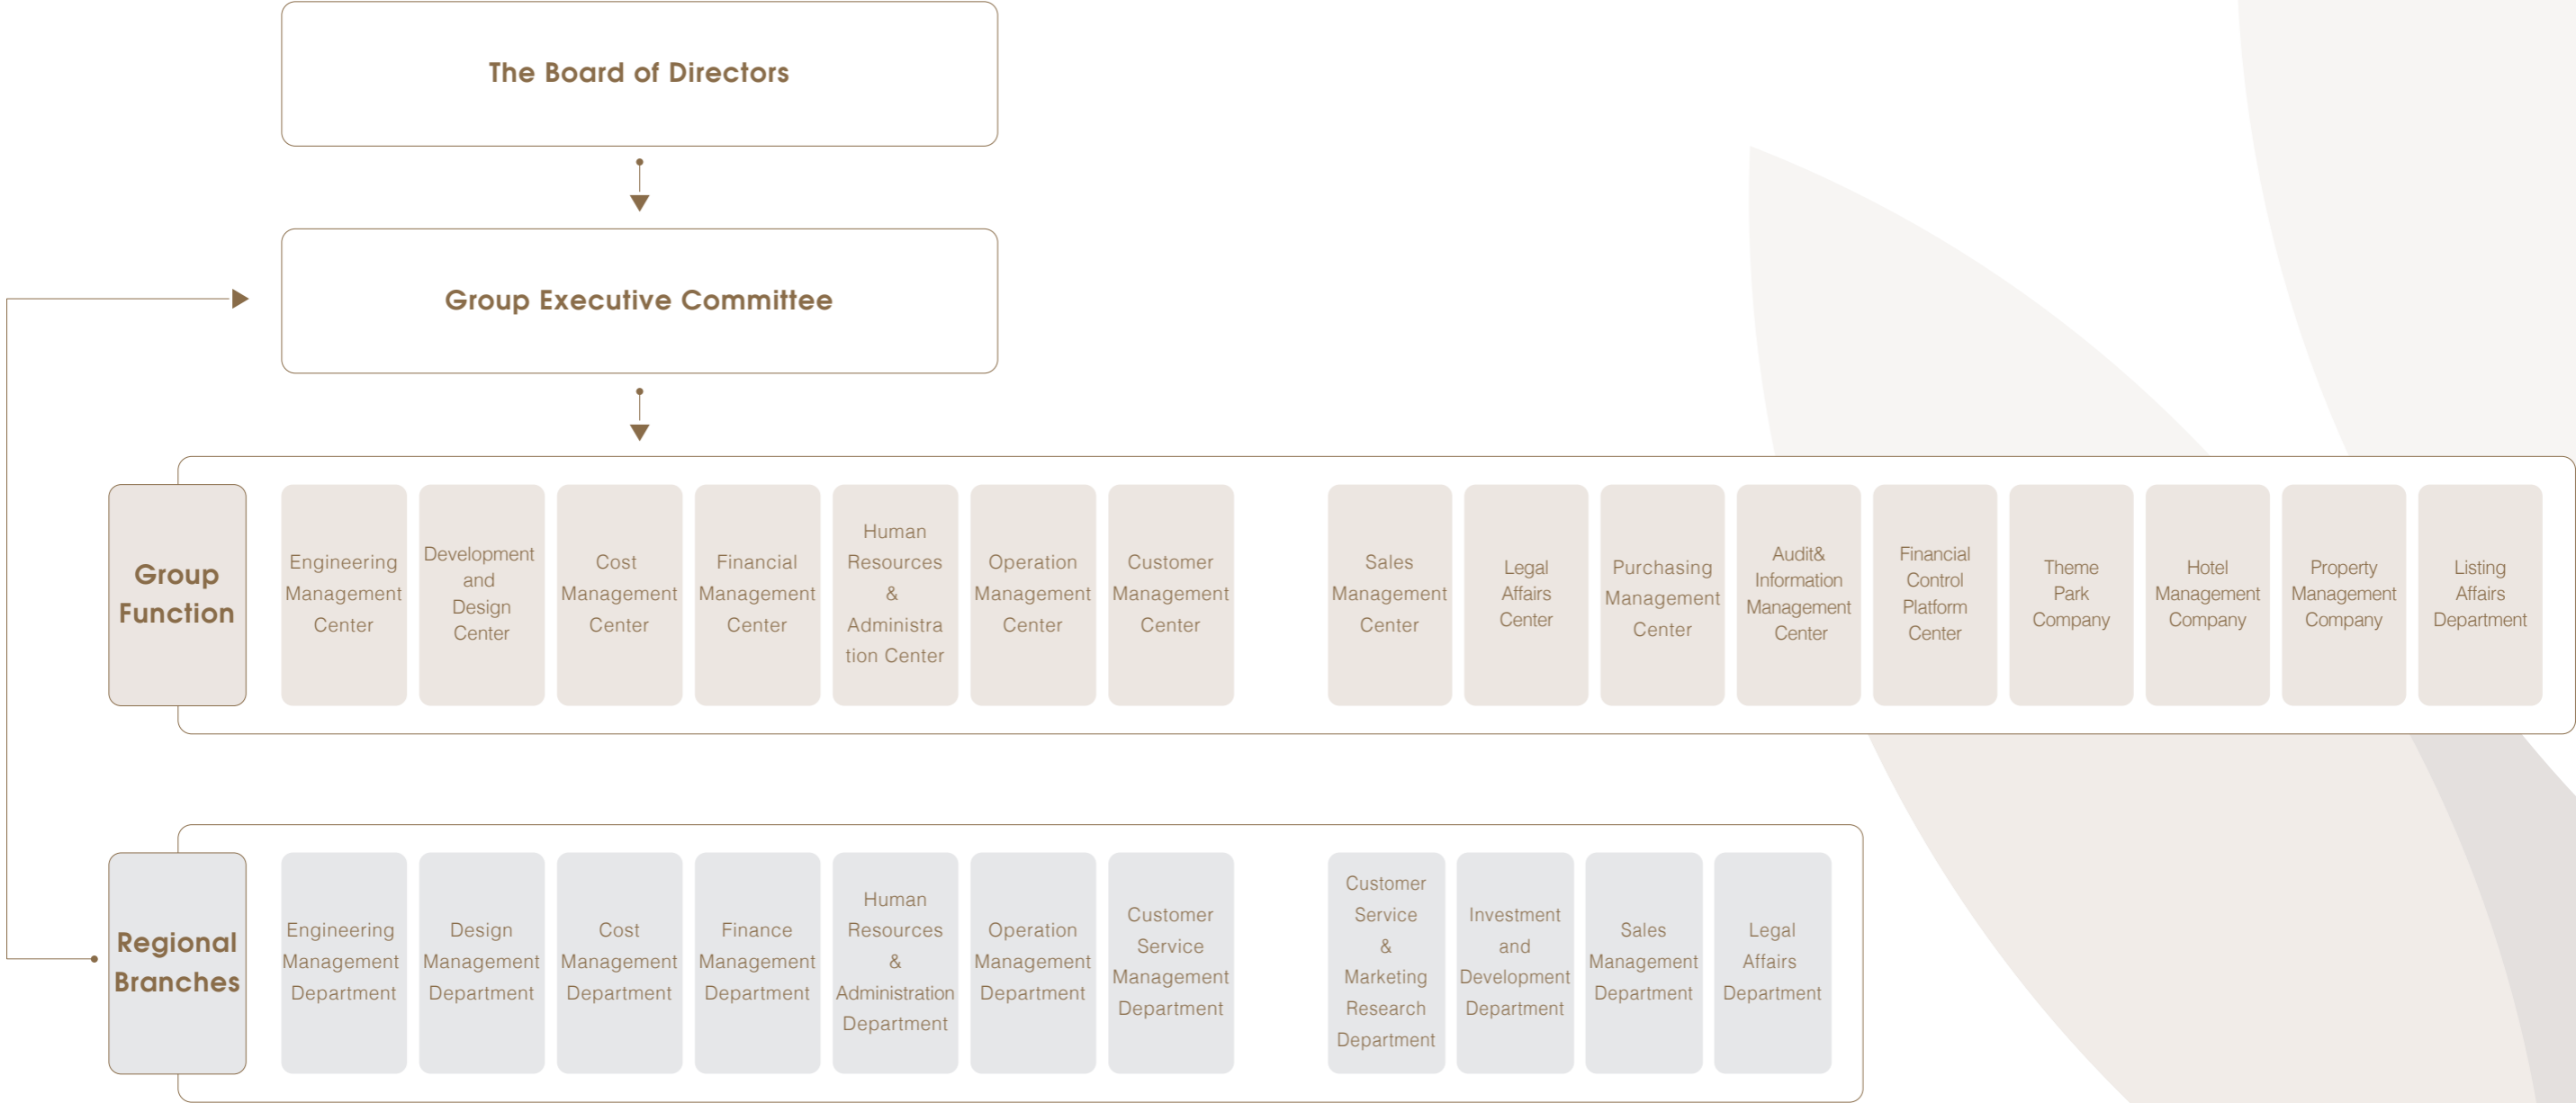 The Board of Directors
Group Executive Committee
Group
Function
Engineering
Management
Center
Development
and
Design
Center
Cost
Management
Center
Financial
Management
Center
Human
Resources
&
Administra
tion Center
Operation
Management
Center
Customer
Management
Center
Sales
Management
Center
Legal
Affairs
Center
Purchasing
Management
Center
Audit&
Information
Management
Center
Financial
Control
Platform
Center
Theme
Park
Company
Hotel
Management
Company
Property
Management
Company
Listing
Affairs
Department
Regional
Branches
Engineering
Management
Department
Design
Management
Department
Cost
Management
Department
Finance
Management
Department
Human
Resources
&
Administration
Department
Operation
Management
Department
Customer
Service
Management
Department
Customer
Service
&
Marketing
Research
Department
Investment
and
Development
Department
Sales
Management
Department
Legal
Affairs
Department